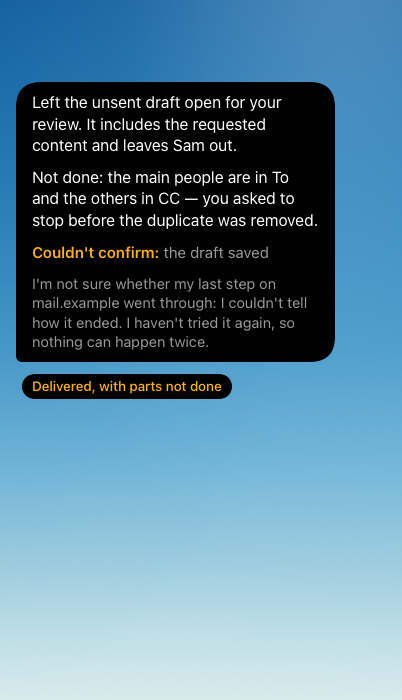 Left the unsent draft open for your
review. It includes the requested
content and leaves Sam out.
Not done: the main people are in To
and the others in CC — you asked to
stop before the duplicate was removed.
Couldn't confirm: the draft saved
I'm not sure whether my last step on
mail.example went through: I couldn't tell
how it ended. I haven't tried it again, so
nothing can happen twice.
Delivered, with parts not done